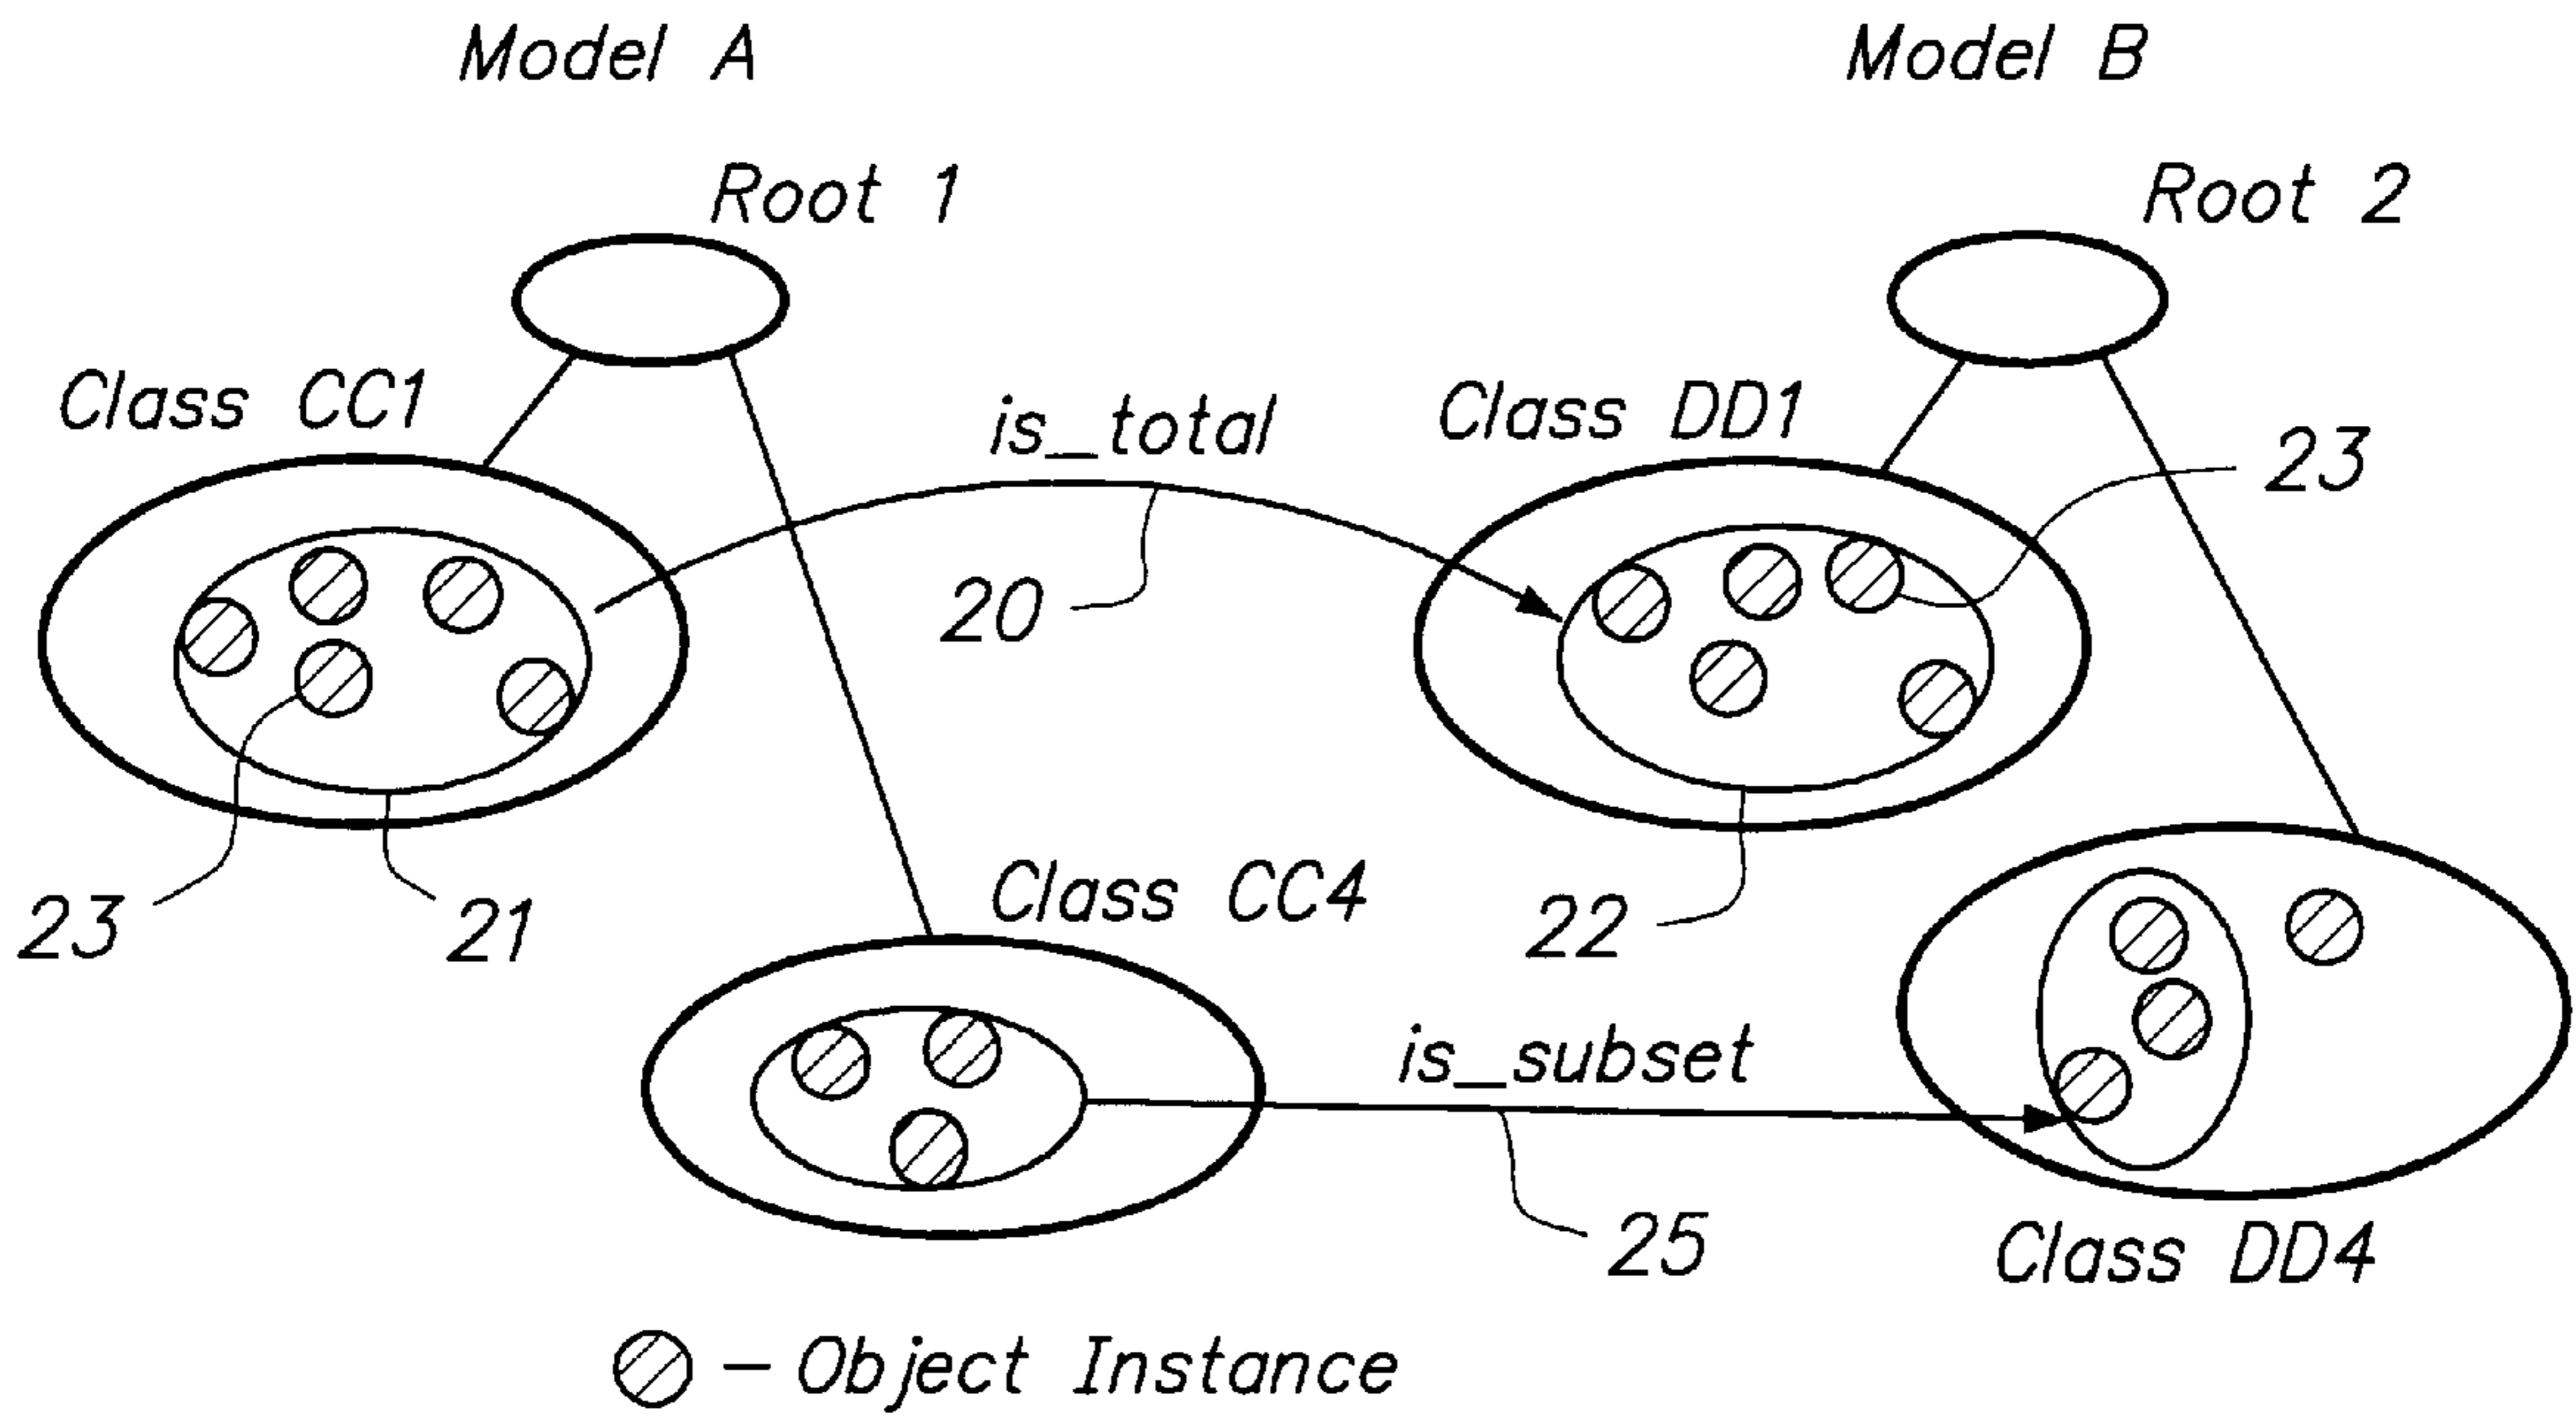 Model A
Model B
Root 1
Root 2
Class CC1
is_total
Class DD1
23
20
23
21
Class CC4
22
is_subset
25
Class DD4
– Object Instance